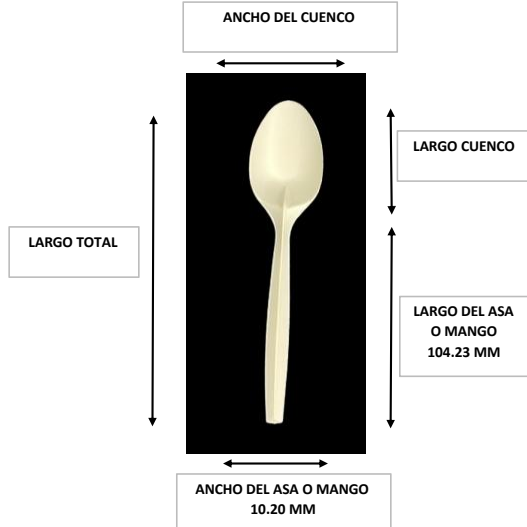 ANCHO DEL CUENCO
LARGO CUENCO
LARGO TOTAL
LARGO DEL ASA
O MANGO
104.23 MM
ANCHO DEL ASA O MANGO
10.20 MM